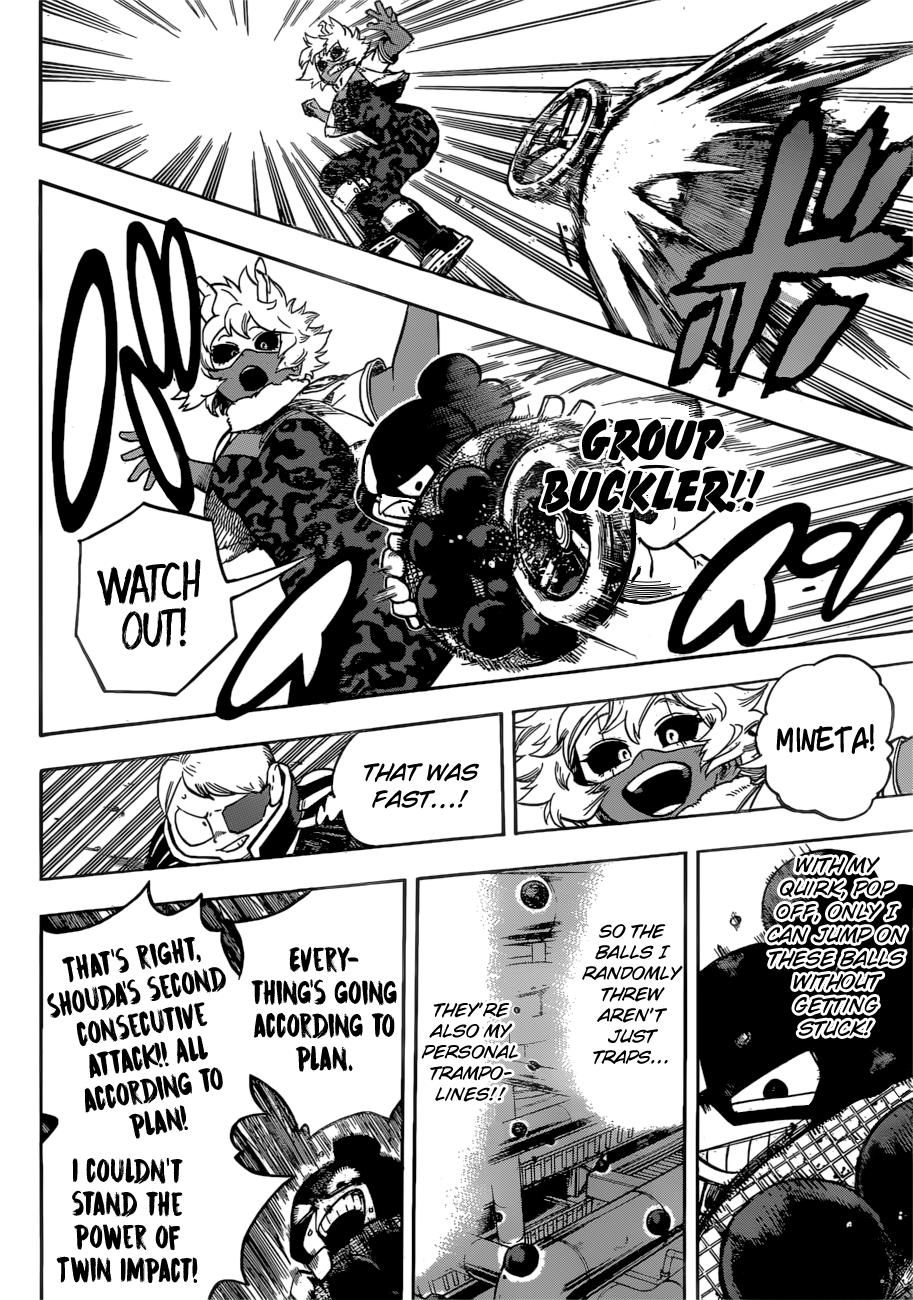 ギ
GROUP
BUCKLER!!
WATCH
OUT!
MINETA!
THAT WAS
FAST...!
WITH MY
QUIRK, POP
OFF, ONLY I
CAN JUMP ON
THESE BALLS
WITHOUT
GETTING
STUCK!
SO THE
BALLS I
RANDOMLY
THREW
AREN'T
JUST
TRAPS...
THEY'RE
ALSO MY
PERSONAL
TRAMPO-
LINES!!
EVERY-
THING'S GOING
ACCORDING TO
PLAN.
THAT'S RIGHT,
SHOUDA'S SECOND
CONSECUTIVE
ATTACK!! ALL
ACCORDING TO
PLAN!
I COULDN'T
STAND THE
POWER OF
TWIN IMPACT!